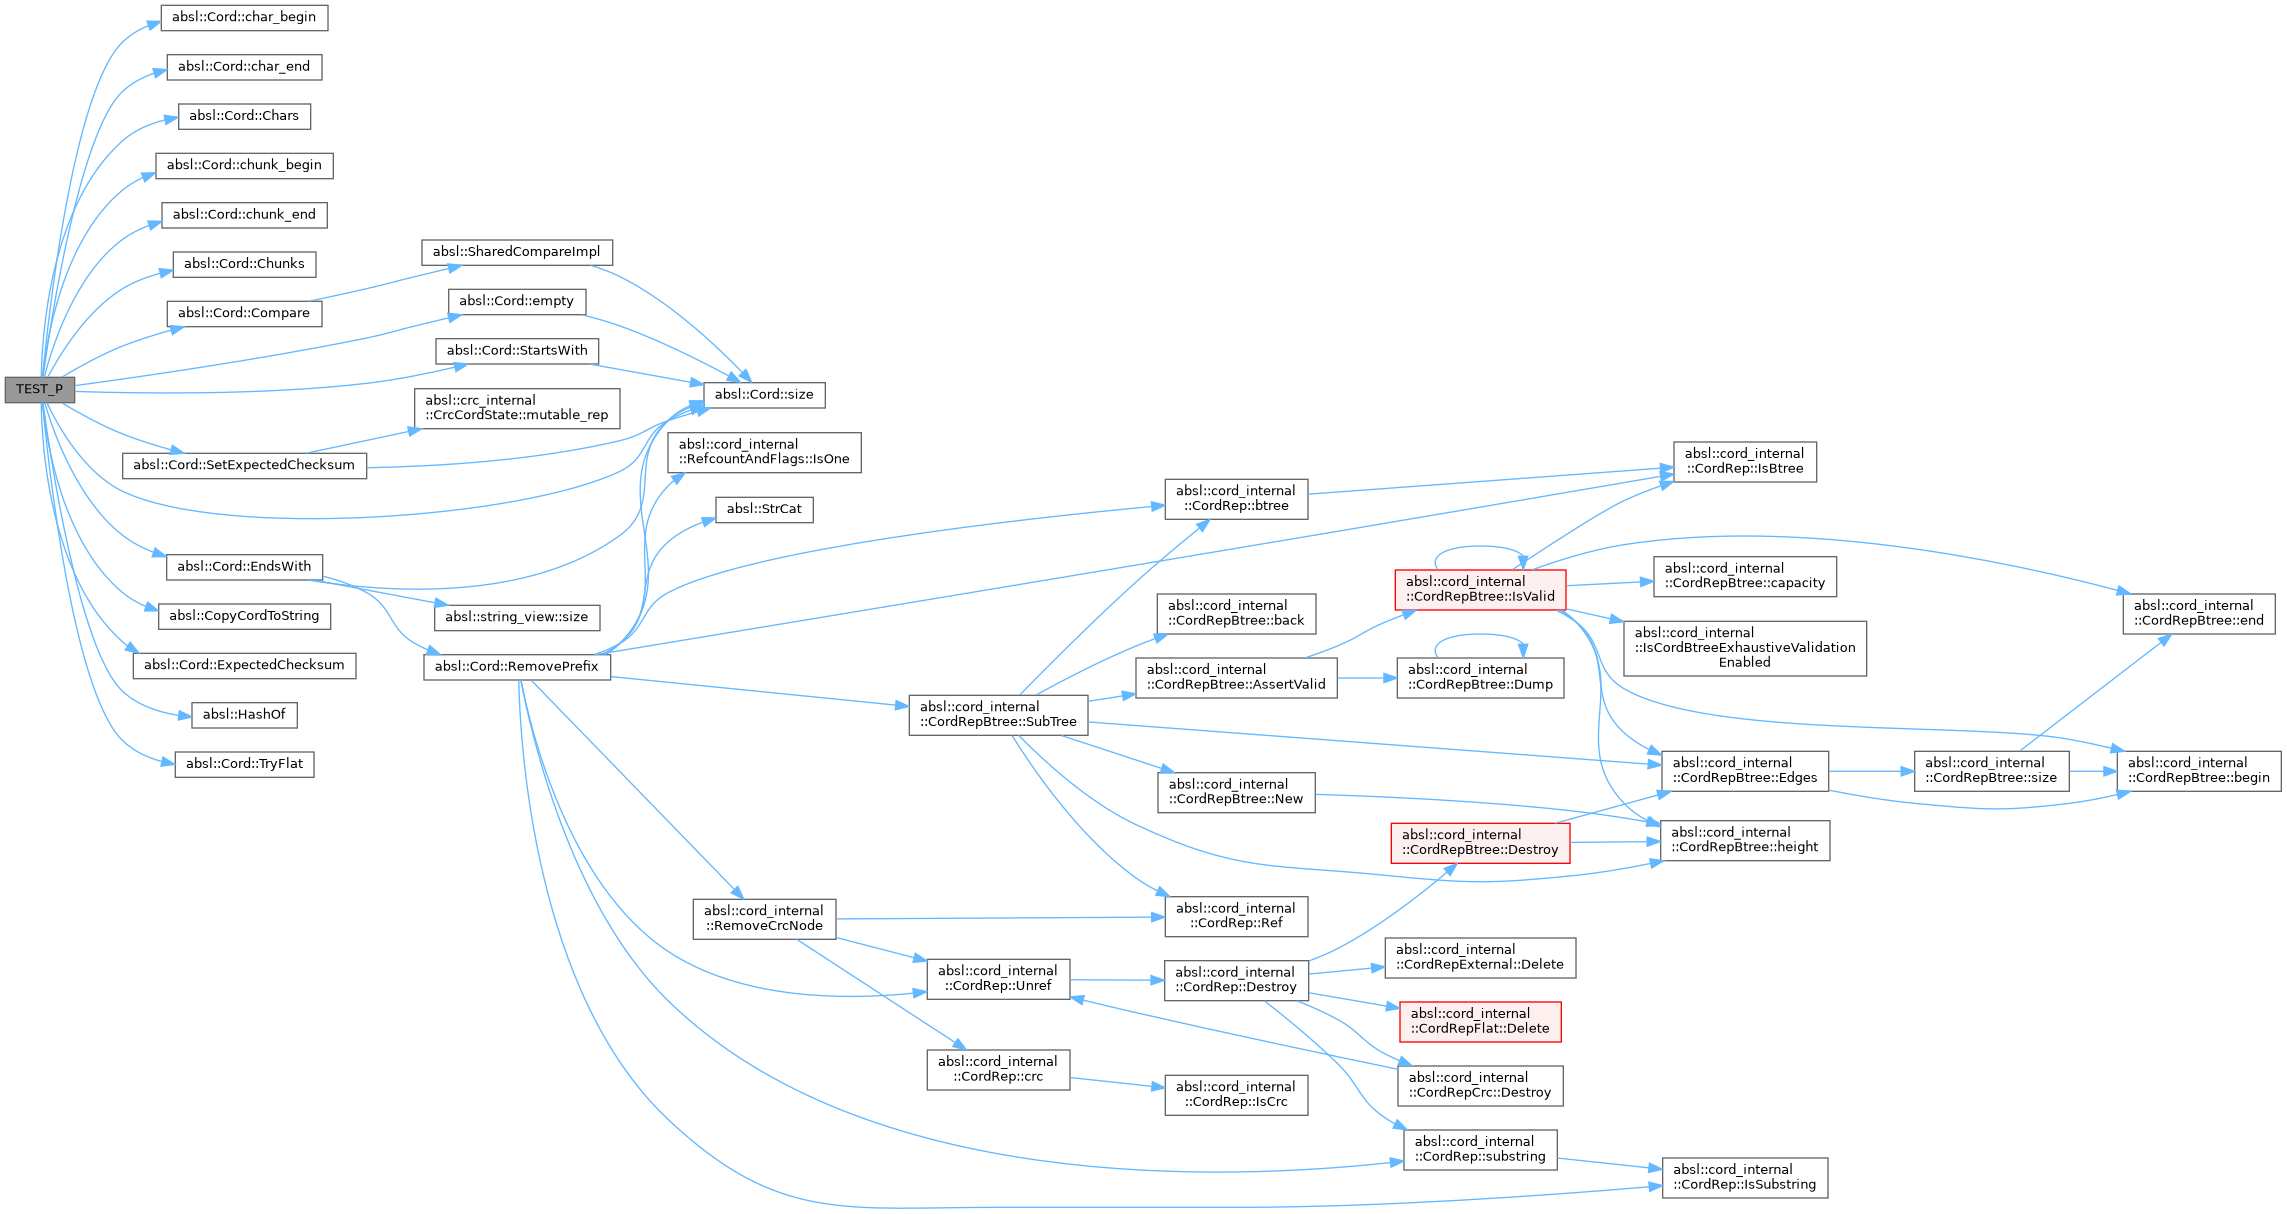 absl::Cord::char_begin
absl::Cord::char_end
absl::Cord::Chars
absl::Cord::chunk_begin
absl::Cord::chunk_end
absl::Cord::Chunks
absl::Cord::Compare
TEST_P
absl::Cord::SetExpectedChecksum
absl::Cord::EndsWith
absl::CopyCordToString
absl::Cord::ExpectedChecksum
absl::HashOf
absl::Cord::TryFlat
absl::SharedCompareImpl
absl::Cord::empty
absl::Cord::StartsWith
absl::crc_internal
::CrcCordState::mutable_rep
absl::string_view::size
absl::Cord::RemovePrefix
absl::Cord::size
absl::cord_internal
::RefcountAndFlags::IsOne
absl::StrCat
absl::cord_internal
::RemoveCrcNode
absl::cord_internal
::CordRepBtree::SubTree
absl::cord_internal
::CordRep::Unref
absl::cord_internal
::CordRep::crc
absl::cord_internal
::CordRep::btree
absl::cord_internal
::CordRepBtree::back
absl::cord_internal
::CordRepBtree::AssertValid
absl::cord_internal
::CordRepBtree::New
absl::cord_internal
::CordRep::Ref
absl::cord_internal
::CordRep::Destroy
absl::cord_internal
::CordRep::IsCrc
absl::cord_internal
::CordRepBtree::IsValid
absl::cord_internal
::CordRepBtree::Dump
absl::cord_internal
::CordRepBtree::Destroy
absl::cord_internal
::CordRepExternal::Delete
absl::cord_internal
::CordRepFlat::Delete
absl::cord_internal
::CordRepCrc::Destroy
absl::cord_internal
::CordRep::substring
absl::cord_internal
::CordRep::IsBtree
absl::cord_internal
::CordRepBtree::capacity
absl::cord_internal
::IsCordBtreeExhaustiveValidation
Enabled
absl::cord_internal
::CordRepBtree::Edges
absl::cord_internal
::CordRepBtree::height
absl::cord_internal
::CordRep::IsSubstring
absl::cord_internal
::CordRepBtree::size
absl::cord_internal
::CordRepBtree::end
absl::cord_internal
::CordRepBtree::begin